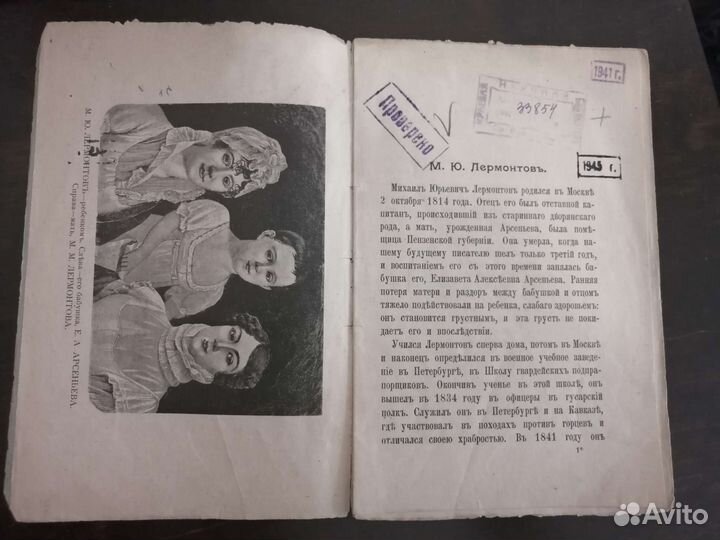 М. Ю. ЛЕРМОНТОВЪ—ребенкомъ. Слѣва—его бабушка, Е. А. АРСЕНЬЕВА.
Справа—мать, М. М. ЛЕРМОНТОВА.
1941 г.
Проверено
33854
1945 г.
М. Ю. Лермонтовъ.
Михаилъ Юрьевичъ Лермонтовъ родился въ Москвѣ
2 октября 1814 года. Отецъ его былъ отставной ка-
питанъ, происходившій изъ стариннаго дворянскаго
рода, а мать, урожденная Арсеньева, была помѣ-
щица Пензенской губерніи. Она умерла, когда на-
шему будущему писателю шелъ только третій годъ,
и воспитаніемъ его съ этого времени занялась ба-
бушка его, Елизавета Алексѣевна Арсеньева. Ранняя
потеря матери и раздоръ между бабушкой и отцомъ
тяжело подѣйствовали на ребенка, слабаго здоровьемъ:
онъ становится грустнымъ, и эта грусть не поки-
даетъ его и впослѣдствіи.
Учился Лермонтовъ сперва дома, потомъ въ Москвѣ
и наконецъ опредѣлился въ военное учебное заведе-
ніе въ Петербургѣ, въ Школу гвардейскихъ подпра-
порщиковъ. Окончивъ ученье въ этой школѣ, онъ
вышелъ въ 1834 году въ офицеры въ гусарскій
полкъ. Служилъ онъ въ Петербургѣ и на Кавказѣ,
гдѣ участвовалъ въ походахъ противъ горцевъ и
отличался своею храбростью. Въ 1841 году онъ
1*
Avito